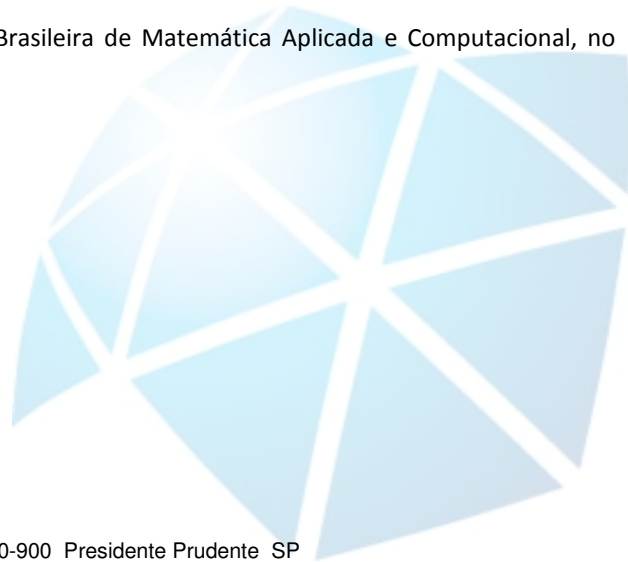 Brasileira de Matemática Aplicada e Computacional, no
0-900 Presidente Prudente SP